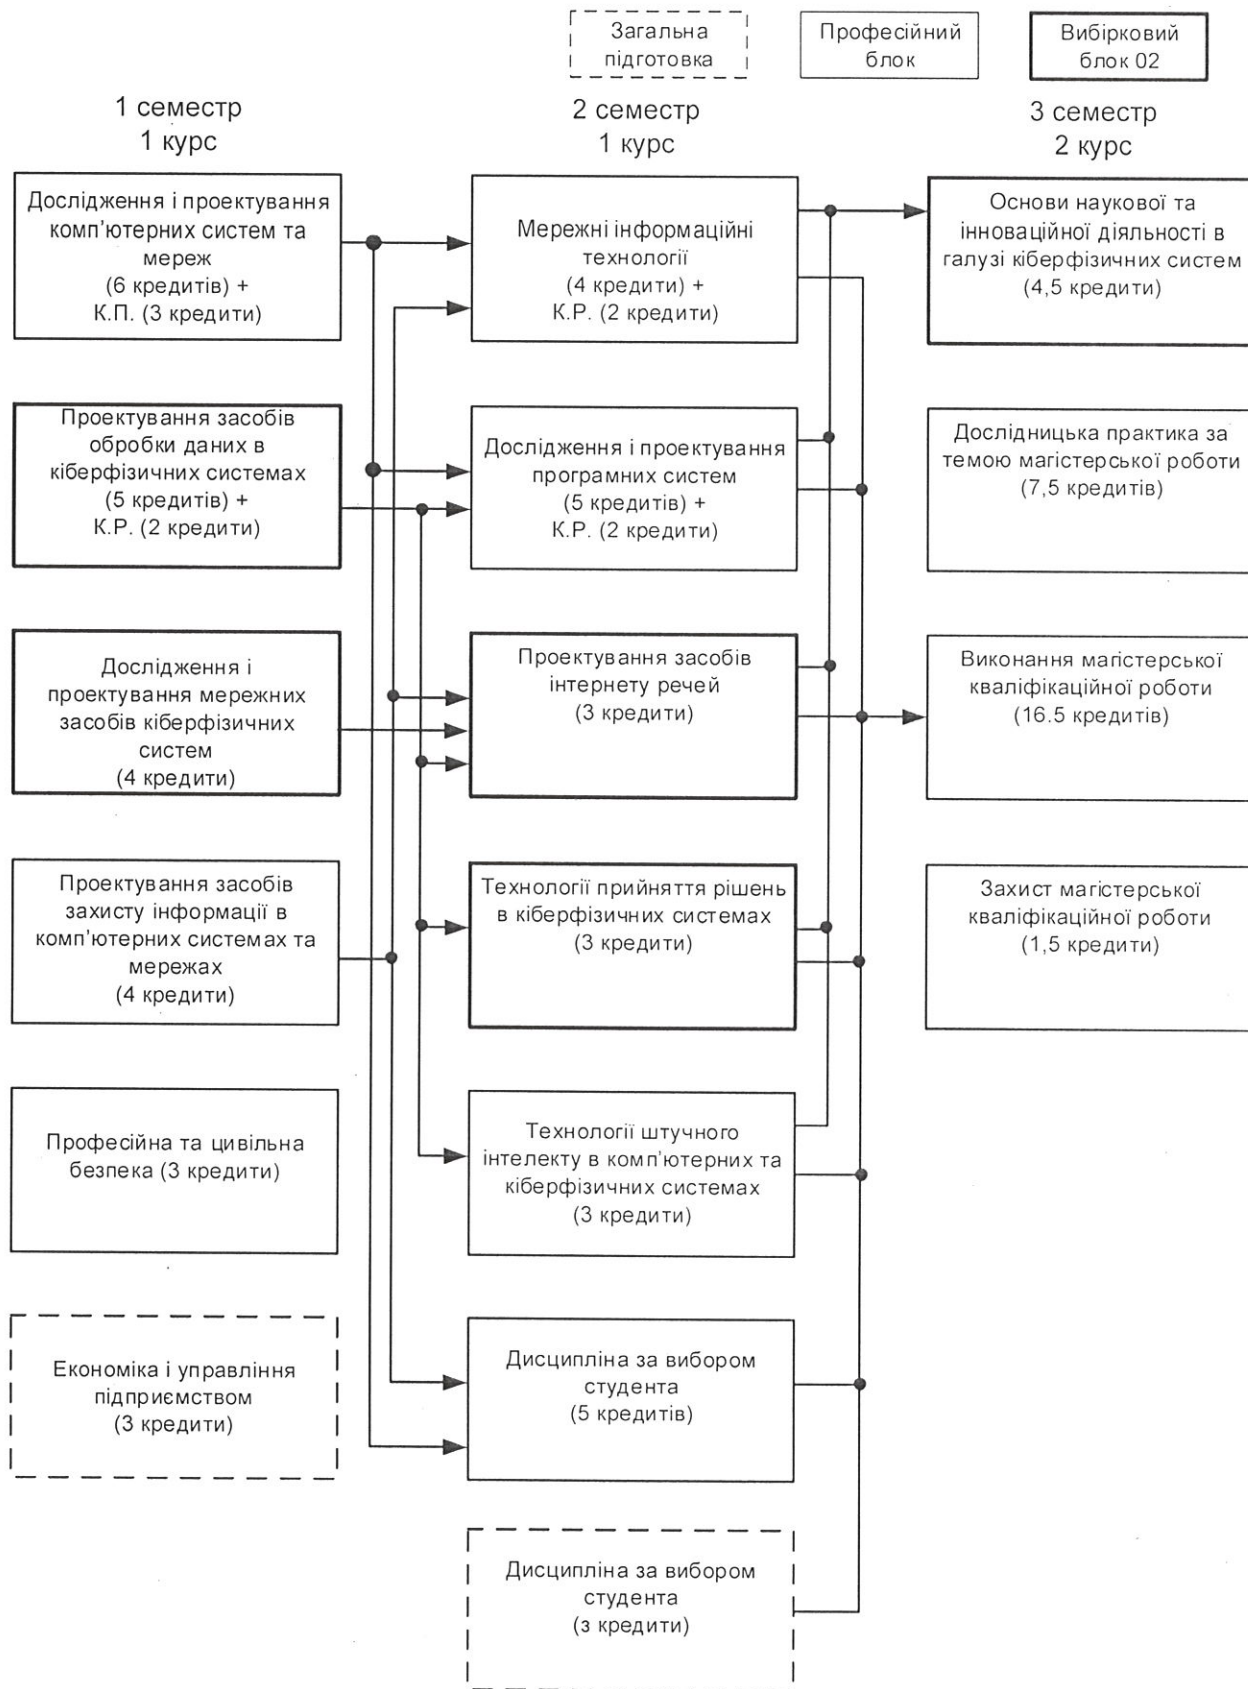 Загальна
підготовка
Професійний
блок
Вибірковий
блок 02
1 семестр
1 курс
2 семестр
1 курс
3 семестр
2 курс
Дослідження і проектування
комп'ютерних систем та
мереж
(6 кредитів) +
К.П. (3 кредити)
Мережні інформаційні
технології
(4 кредити) +
К.Р. (2 кредити)
Основи наукової та
інноваційної діяльності в
галузі кіберфізичних систем
(4,5 кредити)
Проектування засобів
обробки даних в
кіберфізичних системах
(5 кредитів) +
К.Р. (2 кредити)
Дослідження і проектування
програмних систем
(5 кредитів) +
К.Р. (2 кредити)
Дослідницька практика за
темою магістерської роботи
(7,5 кредитів)
Дослідження і
проектування мережних
засобів кіберфізичних
систем
(4 кредити)
Проектування засобів
інтернету речей
(3 кредити)
Виконання магістерської
кваліфікаційної роботи
(16.5 кредитів)
Проектування засобів
захисту інформації в
комп'ютерних системах та
мережах
(4 кредити)
Технології прийняття рішень
в кіберфізичних системах
(3 кредити)
Захист магістерської
кваліфікаційної роботи
(1,5 кредити)
Професійна та цивільна
безпека (3 кредити)
Технології штучного
інтелекту в комп'ютерних та
кіберфізичних системах
(3 кредити)
Економіка і управління
підприємством
(3 кредити)
Дисципліна за вибором
студента
(5 кредитів)
Дисципліна за вибором
студента
(з кредити)